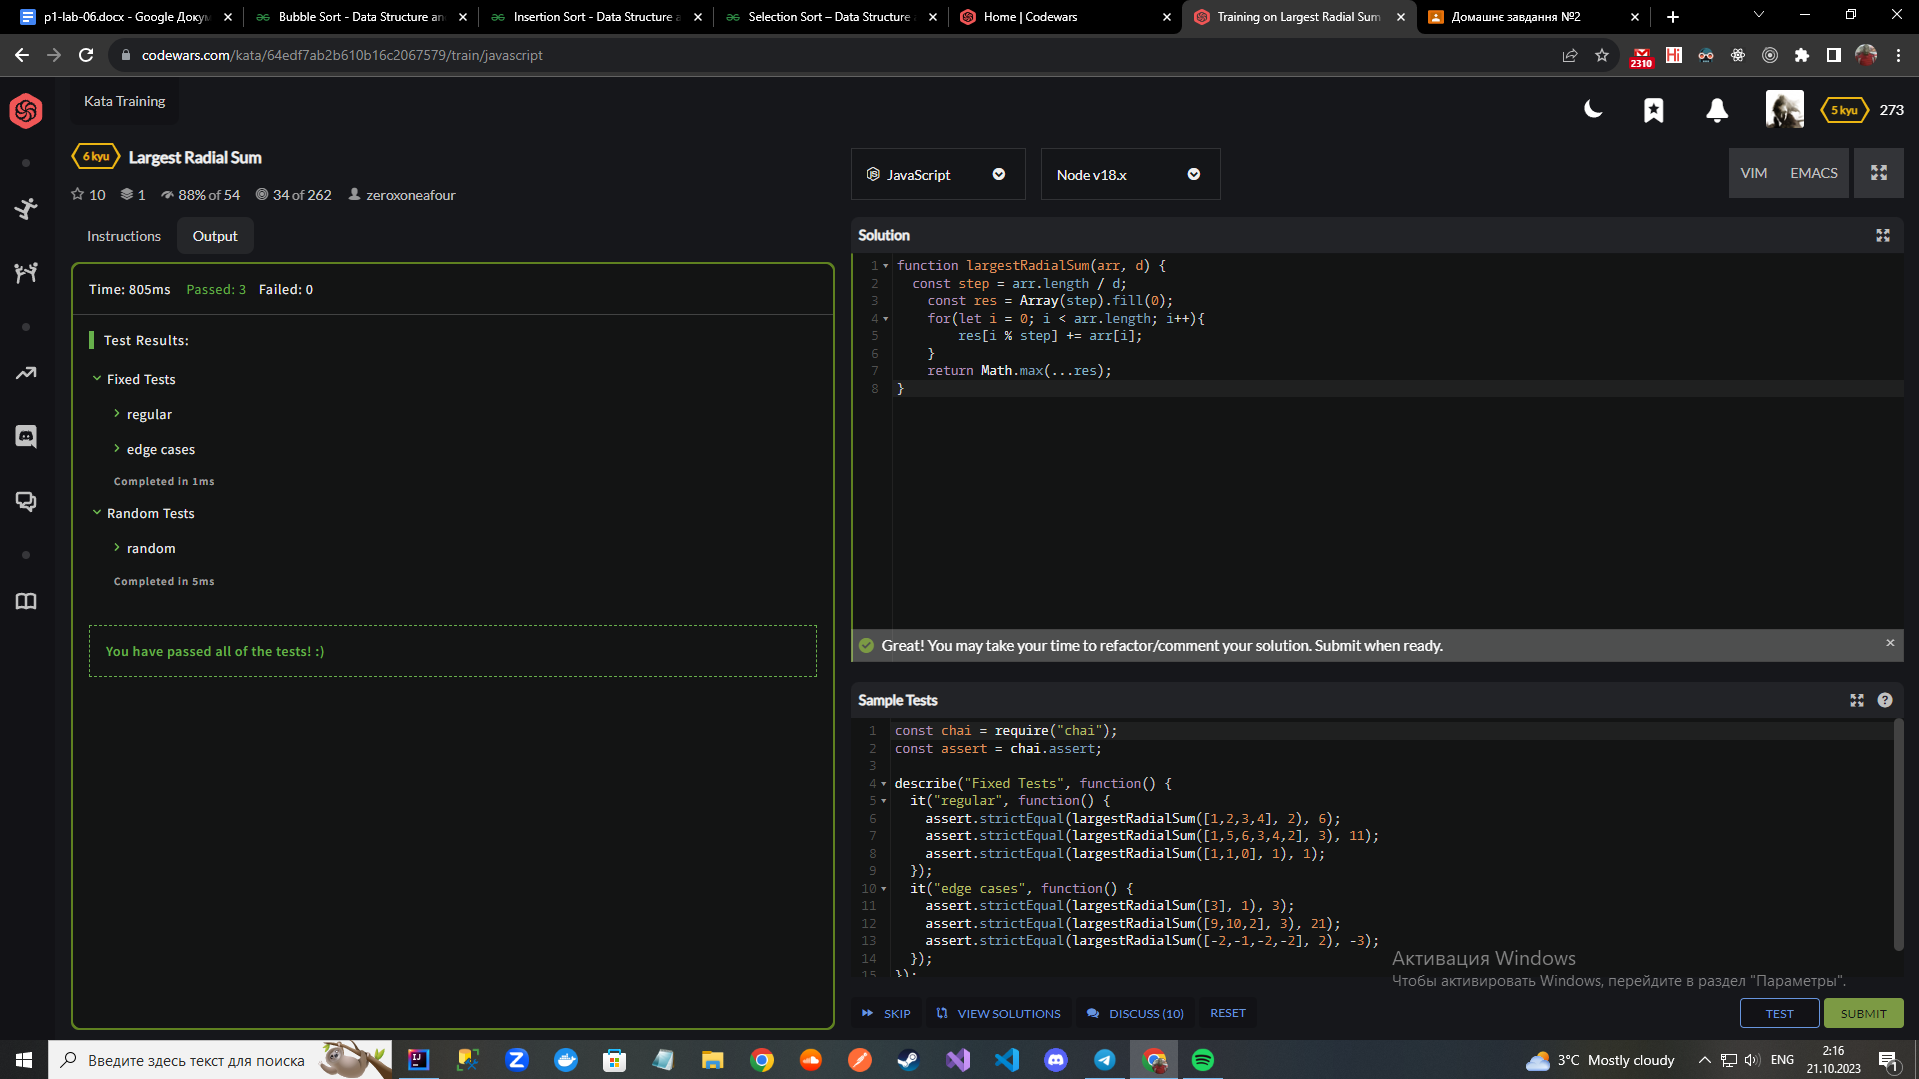 p1-lab-06.docx - Google Докум
Bubble Sort - Data Structure an
Insertion Sort - Data Structure a
Selection Sort – Data Structure
Home | Codewars
Training on Largest Radial Sum
Домашнє завдання №2
codewars.com/kata/64edf7ab2b610b16c2067579/train/javascript
2310
Hi
Kata Training
5 kyu
273
6 kyu
Largest Radial Sum
10
1
88% of 54
34 of 262
zeroxoneafour
JavaScript
Node v18.x
VIM
EMACS
Instructions
Output
Time: 805ms Passed: 3 Failed: 0
Test Results:
Fixed Tests
regular
edge cases
Completed in 1ms
Random Tests
random
Completed in 5ms
You have passed all of the tests! :)
Solution
1 function largestRadialSum(arr, d) {
2 const step = arr.length / d;
3 const res = Array(step).fill(0);
4 for(let i = 0; i < arr.length; i++){
5 res[i % step] += arr[i];
6 }
7 return Math.max(...res);
8 }
Great! You may take your time to refactor/comment your solution. Submit when ready.
Sample Tests
1 const chai = require("chai");
2 const assert = chai.assert;
3
4 describe("Fixed Tests", function() {
5 it("regular", function() {
6 assert.strictEqual(largestRadialSum([1,2,3,4], 2), 6);
7 assert.strictEqual(largestRadialSum([1,5,6,3,4,2], 3), 11);
8 assert.strictEqual(largestRadialSum([1,1,0], 1), 1);
9 });
10 it("edge cases", function() {
11 assert.strictEqual(largestRadialSum([3], 1), 3);
12 assert.strictEqual(largestRadialSum([9,10,2], 3), 21);
13 assert.strictEqual(largestRadialSum([-2,-1,-2,-2], 2), -3);
14 });
15 });
Активация Windows
Чтобы активировать Windows, перейдите в раздел "Параметры".
SKIP
VIEW SOLUTIONS
DISCUSS (10)
RESET
TEST
SUBMIT
Введите здесь текст для поиска
3°C Mostly cloudy
ENG
2:16
21.10.2023
1